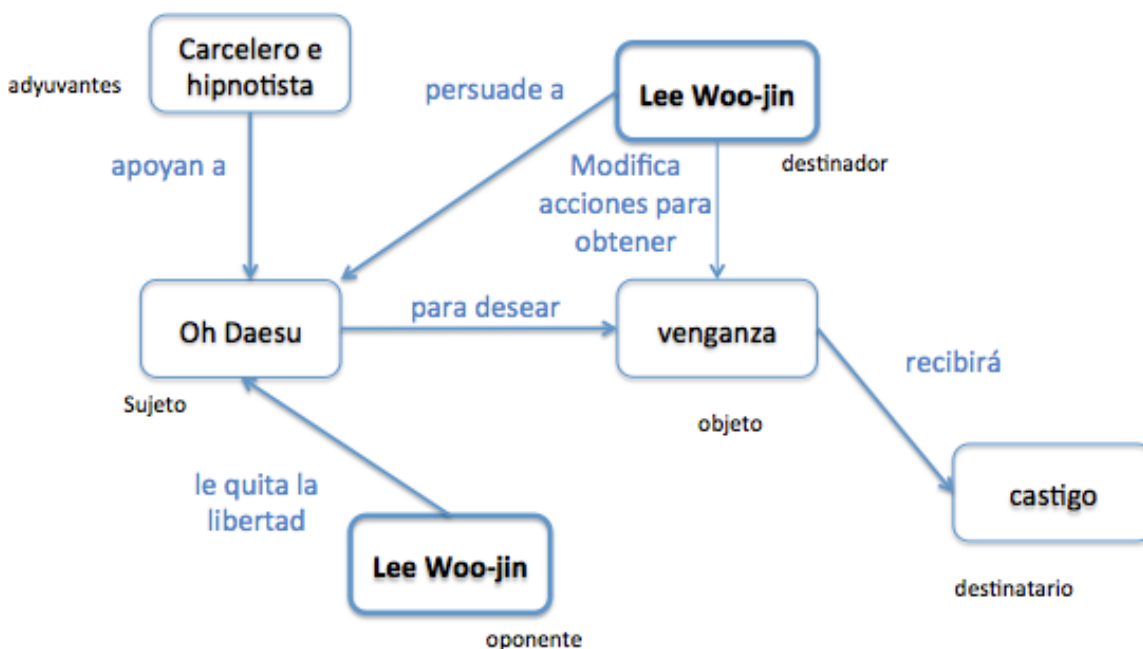 Carcelero e
hipnotista
adyuvantes
persuade a
Lee Woo-jin
destinador
apoyan a
Modifica
acciones para
obtener
Oh Daesu
Sujeto
para desear
venganza
objeto
recibirá
le quita la
libertad
castigo
destinatario
Lee Woo-jin
oponente